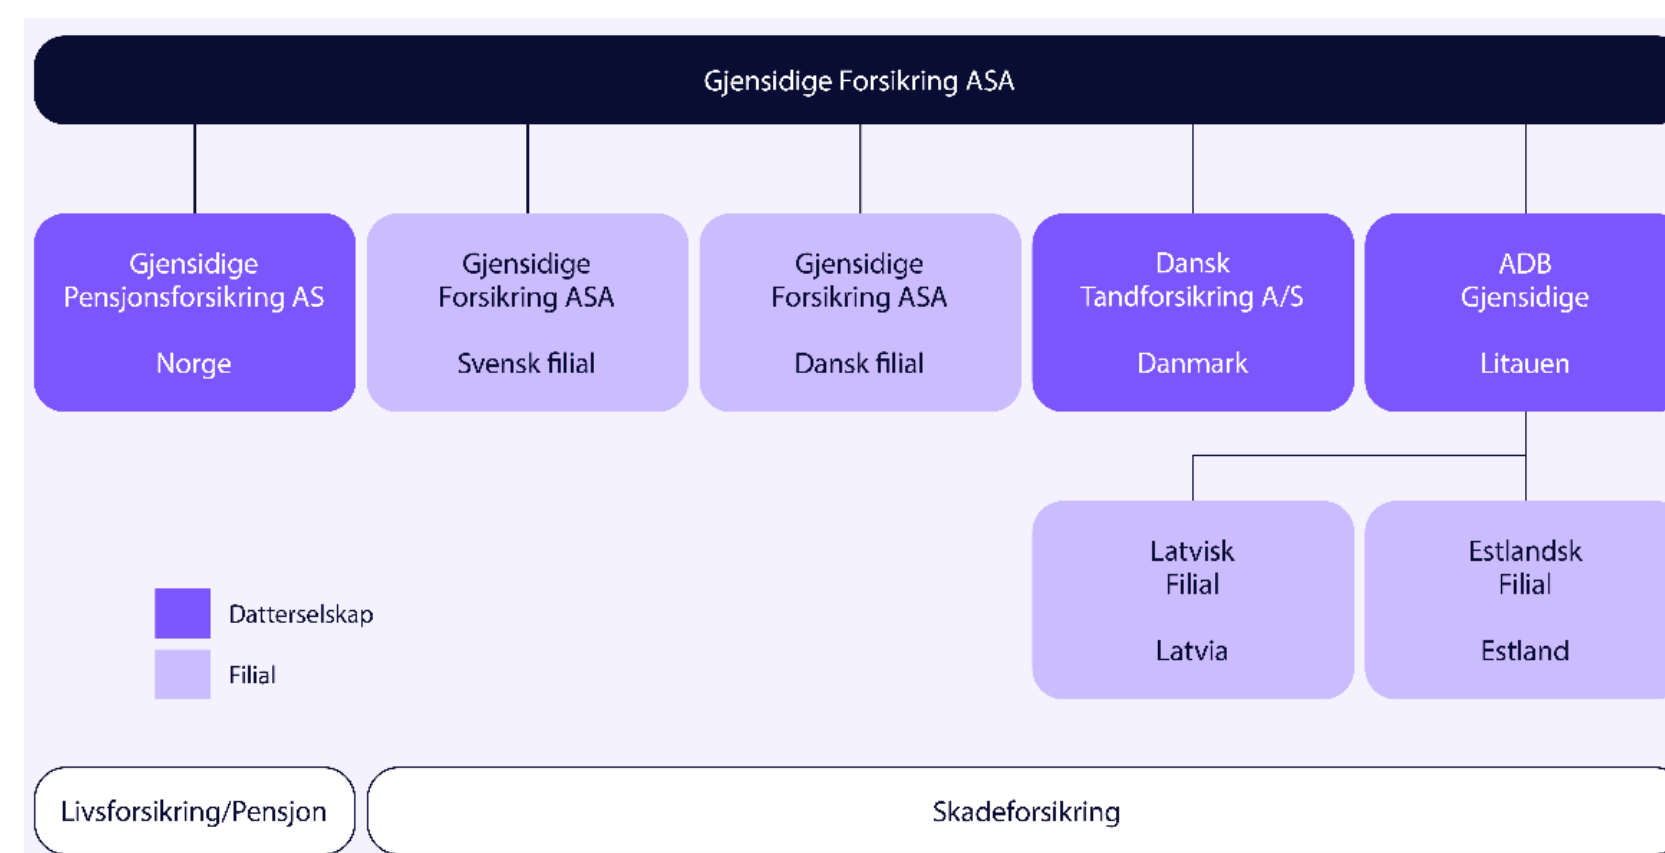 Gjensidige Forsikring ASA
Gjensidige
Pensjonsforsikring AS
Norge
Gjensidige
Forsikring ASA
Svensk filial
Gjensidige
Forsikring ASA
Dansk filial
Dansk
Tandforsikring A/S
Danmark
ADB
Gjensidige
Litauen
Latvisk
Filial
Latvia
Estlandsk
Filial
Estland
Datterselskap
Filial
Livsforsikring/Pensjon
Skadeforsikring